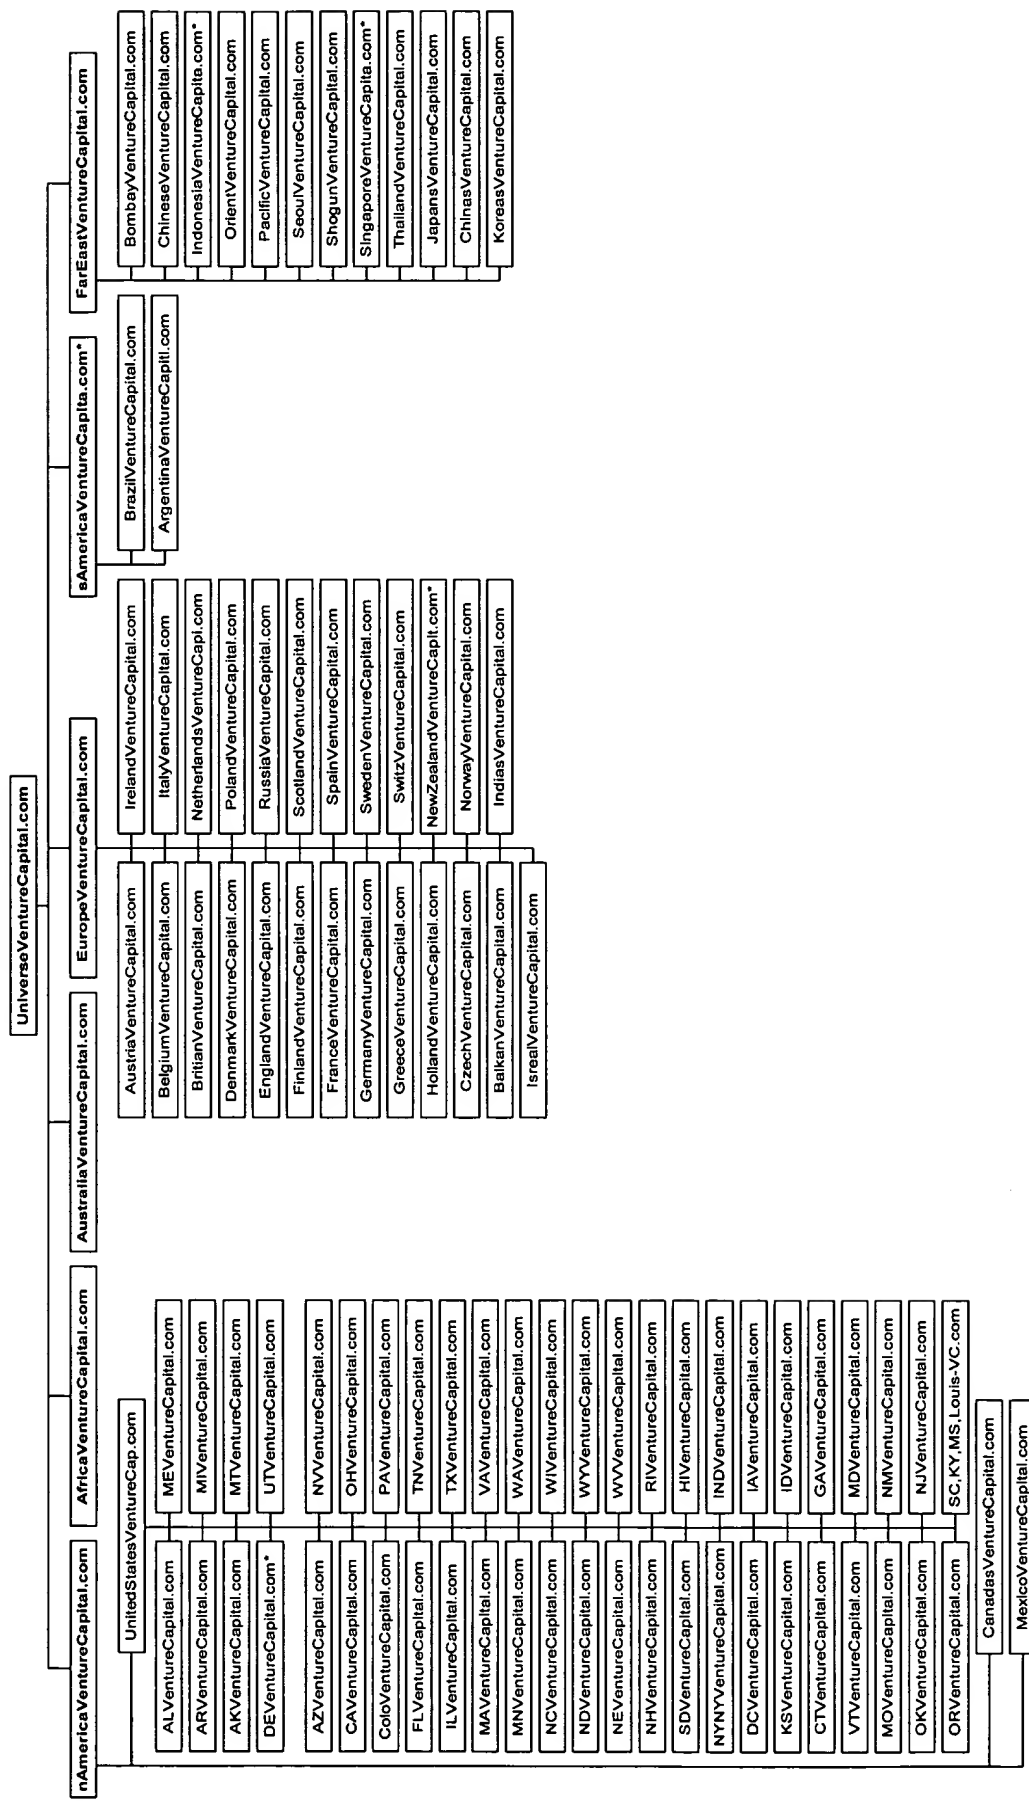 UniverseVentureCapital.com
nAmericaVentureCapital.com
AfricaVentureCapital.com
AustraliaVentureCapital.com
EuropeVentureCapital.com
sAmericaVentureCapita.com*
FarEastVentureCapital.com
UnitedStatesVentureCap.com
ALVentureCapital.com
MEVentureCapital.com
ARVentureCapital.com
MIVentureCapital.com
AKVentureCapital.com
MTVentureCapital.com
DEVentureCapital.com*
UTVentureCapital.com
AZVentureCapital.com
NVVentureCapital.com
CAVentureCapital.com
OHVentureCapital.com
ColoVentureCapital.com
PAVentureCapital.com
FLVentureCapital.com
TNVentureCapital.com
ILVentureCapital.com
TXVentureCapital.com
MAVentureCapital.com
VAVentureCapital.com
MNVentureCapital.com
WAVentureCapital.com
NCVentureCapital.com
WIVentureCapital.com
NDVentureCapital.com
WYVentureCapital.com
NEVentureCapital.com
WVVentureCapital.com
NHVentureCapital.com
RIVentureCapital.com
SDVentureCapital.com
HIVentureCapital.com
NYNYVentureCapital.com
INDVentureCapital.com
DCVentureCapital.com
IAVentureCapital.com
KSVentureCapital.com
IDVentureCapital.com
CTVentureCapital.com
GAVentureCapital.com
VTVentureCapital.com
MDVentureCapital.com
MOVentureCapital.com
NMVentureCapital.com
OKVentureCapital.com
NJVentureCapital.com
ORVentureCapital.com
SC,KY,MS,Louis-VC.com
CanadasVentureCapital.com
MexicoVentureCapital.com
AustriaVentureCapital.com
IrelandVentureCapital.com
BelgiumVentureCapital.com
ItalyVentureCapital.com
BritianVentureCapital.com
NetherlandsVentureCapi.com
DenmarkVentureCapital.com
PolandVentureCapital.com
EnglandVentureCapital.com
RussiaVentureCapital.com
FinlandVentureCapital.com
ScotlandVentureCapital.com
FranceVentureCapital.com
SpainVentureCapital.com
GermanyVentureCapital.com
SwedenVentureCapital.com
GreeceVentureCapital.com
SwitzVentureCapital.com
HollandVentureCapital.com
NewZealandVentureCapit.com*
CzechVentureCapital.com
NorwayVentureCapital.com
BalkanVentureCapital.com
IndiasVentureCapital.com
IsrealVentureCapital.com
BrazilVentureCapital.com
ArgentinaVentureCapitl.com
BombayVentureCapital.com
ChineseVentureCapital.com
IndonesiaVentureCapita.com*
OrientVentureCapital.com
PacificVentureCapital.com
SeoulVentureCapital.com
ShogunVentureCapital.com
SingaporeVentureCapita.com*
ThailandVentureCapital.com
JapansVentureCapital.com
ChinasVentureCapital.com
KoreasVentureCapital.com